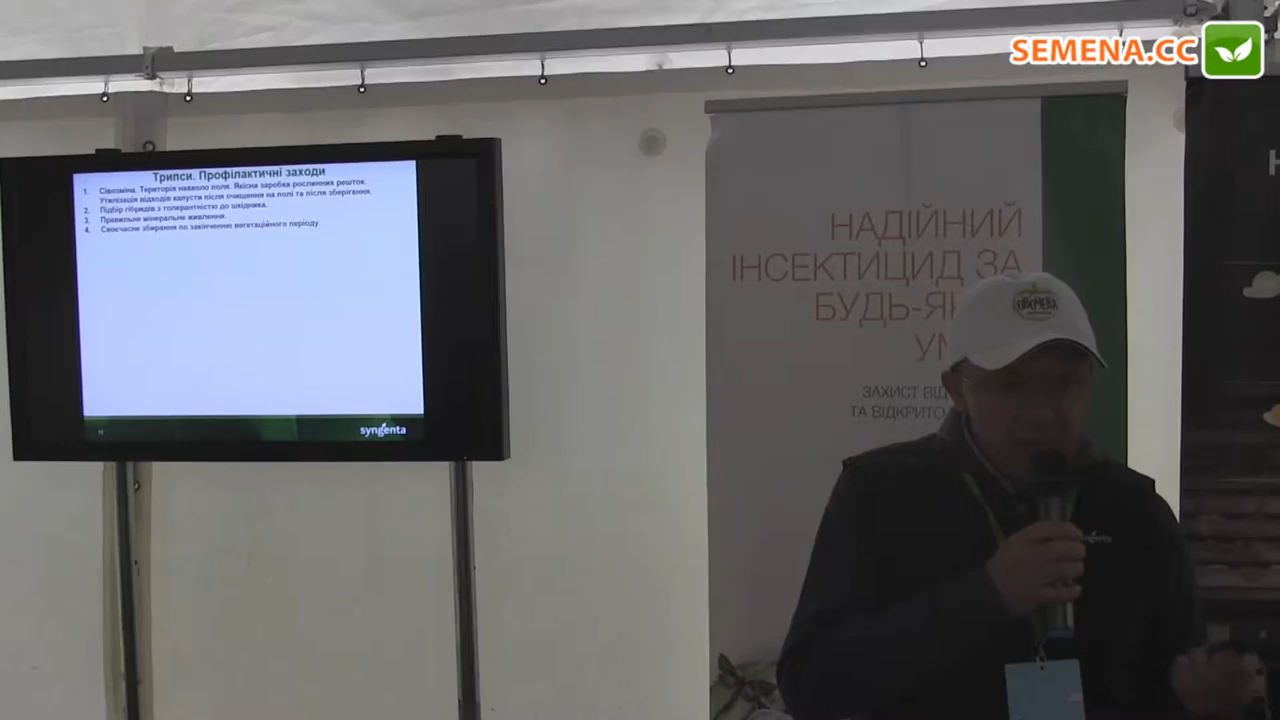 SEMENA.CC
Трипси. Профілактичні заходи
1. Сівозміна. Територія навколо поля. Якісна заробка рослинних решток.
Утилізація відходів капусти після очищення на полі та після зберігання.
2. Підбір гібридів з толерантністю до шкідника.
3. Правильне мінеральне живлення.
4. Своєчасне збирання по закінченню вегетаційного періоду
syngenta
НАДІЙНИЙ
ІНСЕКТИЦИД ЗА
БУДЬ-ЯК
УМ
ЗАХИСТ ВІД
ТА ВІДКРИТО